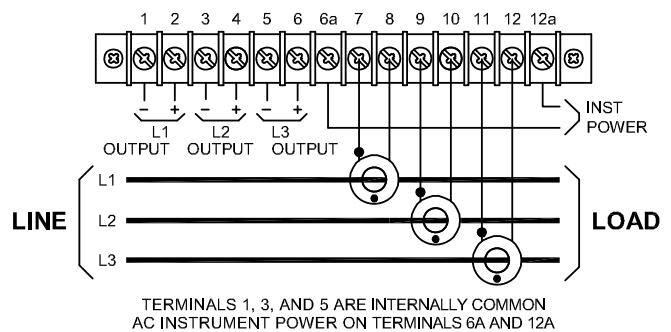 1 2 3 4 5 6 6a 7 8 9 10 11 12 12a
− + − + − +
INST
POWER
L1 L2 L3
OUTPUT OUTPUT OUTPUT
L1
LINE L2 LOAD
L3
TERMINALS 1, 3, AND 5 ARE INTERNALLY COMMON
AC INSTRUMENT POWER ON TERMINALS 6A AND 12A